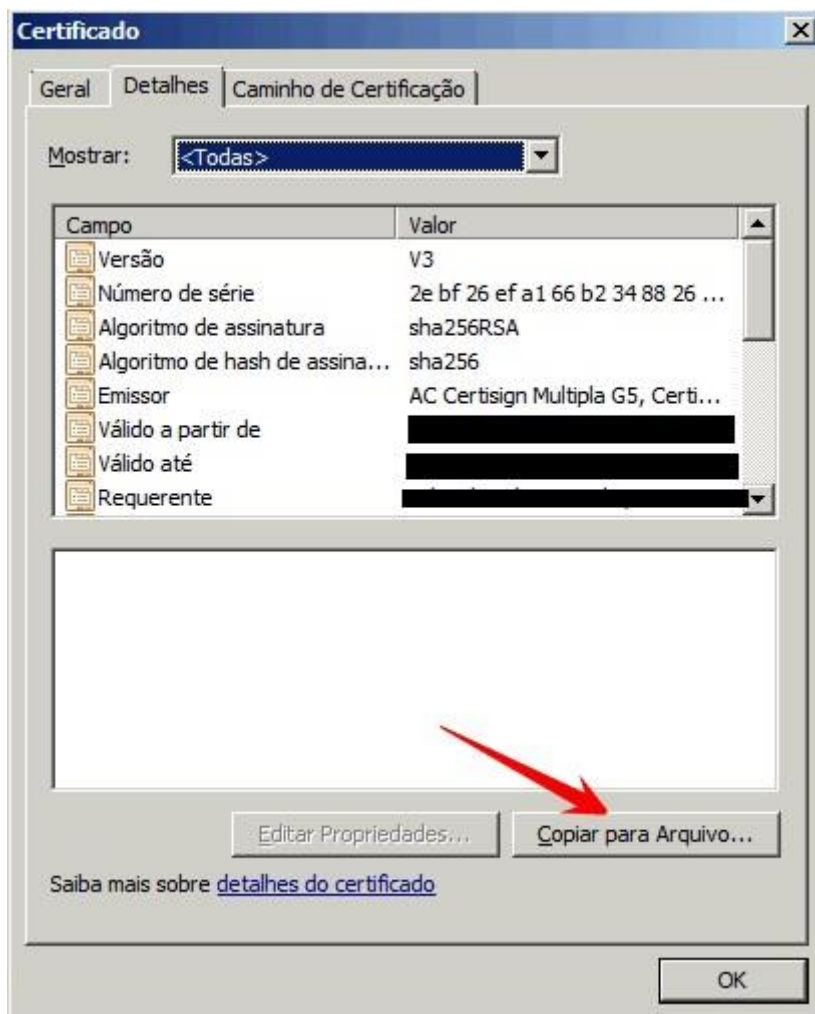 Certificado
Geral Detalhes Caminho de Certificação
Mostrar: <Todas>
Campo Valor
Versão V3
Número de série 2e bf 26 ef a1 66 b2 34 88 26 ...
Algoritmo de assinatura sha256RSA
Algoritmo de hash de assina... sha256
Emissor AC Certisign Multipla G5, Certi...
Válido a partir de
Válido até
Requerente
Editar Propriedades... Copiar para Arquivo...
Saiba mais sobre detalhes do certificado
OK